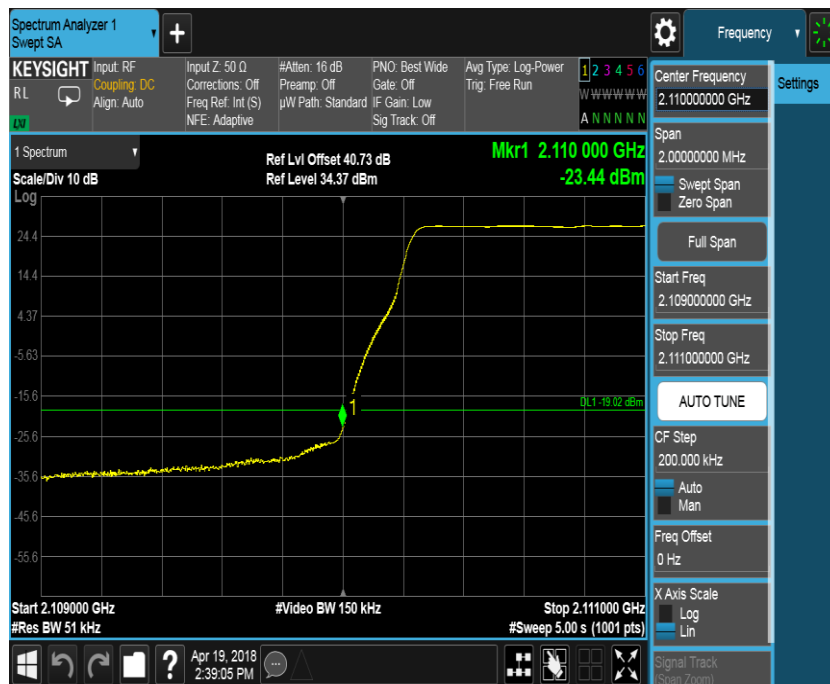 Spectrum Analyzer 1
Swept SA
+
Frequency
KEYSIGHT
RL
LXI
Input: RF
Coupling: DC
Align: Auto
Input Z: 50 Ω
Corrections: Off
Freq Ref: Int (S)
NFE: Adaptive
#Atten: 16 dB
Preamp: Off
µW Path: Standard
PNO: Best Wide
Gate: Off
IF Gain: Low
Sig Track: Off
Avg Type: Log-Power
Trig: Free Run
1 2 3 4 5 6
W W W W W W
A N N N N N
1 Spectrum
Scale/Div 10 dB
Ref Lvl Offset 40.73 dB
Ref Level 34.37 dBm
Mkr1 2.110 000 GHz
-23.44 dBm
Log
24.4
14.4
4.37
-5.63
-15.6
-25.6
-35.6
-45.6
-55.6
1
DL1 -19.02 dBm
Start 2.109000 GHz
#Res BW 51 kHz
#Video BW 150 kHz
Stop 2.111000 GHz
#Sweep 5.00 s (1001 pts)
Center Frequency
2.110000000 GHz
Span
2.00000000 MHz
Swept Span
Zero Span
Full Span
Start Freq
2.109000000 GHz
Stop Freq
2.111000000 GHz
AUTO TUNE
CF Step
200.000 kHz
Auto
Man
Freq Offset
0 Hz
X Axis Scale
Log
Lin
Signal Track
(Span Zoom)
Settings
?
Apr 19, 2018
2:39:05 PM